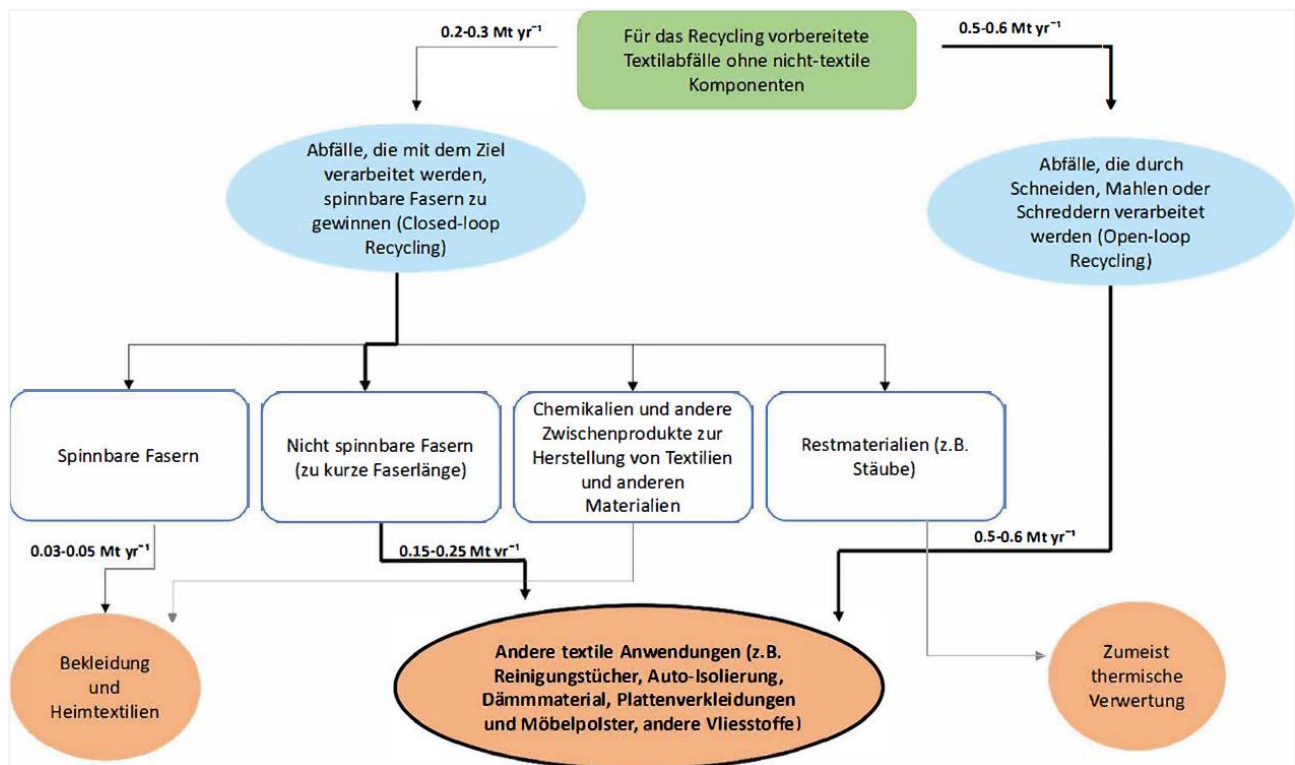 0.2-0.3 Mt yr⁻¹
Für das Recycling vorbereitete
Textilabfälle ohne nicht-textile
Komponenten
0.5-0.6 Mt yr⁻¹
Abfälle, die mit dem Ziel
verarbeitet werden,
spinnbare Fasern zu
gewinnen (Closed-loop
Recycling)
Abfälle, die durch
Schneiden, Mahlen oder
Schreddern verarbeitet
werden (Open-loop
Recycling)
Spinnbare Fasern
Nicht spinnbare Fasern
(zu kurze Faserlänge)
Chemikalien und andere
Zwischenprodukte zur
Herstellung von Textilien
und anderen
Materialien
Restmaterialien (z.B.
Stäube)
0.03-0.05 Mt yr⁻¹
0.15-0.25 Mt vr⁻¹
0.5-0.6 Mt yr⁻¹
Bekleidung
und
Heimtextilien
Andere textile Anwendungen (z.B.
Reinigungstücher, Auto-Isolierung,
Dämmmaterial, Plattenverkleidungen
und Möbelpolster, andere Vliesstoffe)
Zumeist
thermische
Verwertung